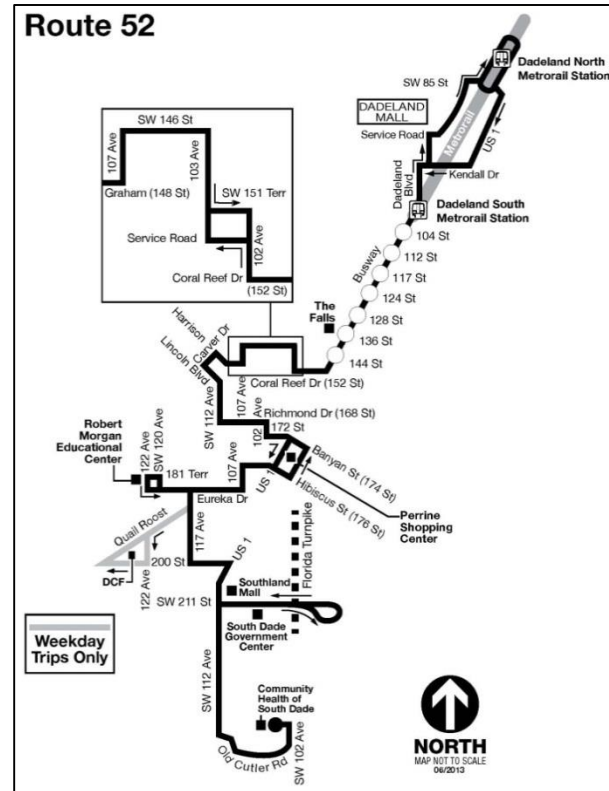 Route 52
Dadeland North
Metrorail Station
SW 85 St
DADELAND
MALL
Service Road
Metrorail
US 1
Dadeland
Blvd
Kendall Dr
Dadeland South
Metrorail Station
SW 146 St
107 Ave
103 Ave
Graham (148 St)
SW 151 Terr
Service Road
102 Ave
Coral Reef Dr
(152 St)
Busway
104 St
112 St
117 St
124 St
128 St
136 St
144 St
The
Falls
Harrison
Carver Dr
Lincoln Blvd
Coral Reef Dr (152 St)
SW 112 Ave
107 Ave
Richmond Dr (168 St)
102 Ave
172 St
Robert
Morgan
Educational
Center
122 Ave
SW 120 Ave
181 Terr
107 Ave
US 1
Banyan St (174 St)
Hibiscus St (176 St)
Eureka Dr
Perrine
Shopping
Center
Quail Roost
117 Ave
US 1
Florida Turnpike
200 St
DCF
122 Ave
Southland
Mall
SW 211 St
South Dade
Government
Center
Weekday
Trips Only
SW 112 Ave
Community
Health of
South Dade
Old Cutler Rd
SW 102 Ave
NORTH
MAP NOT TO SCALE
06/2013